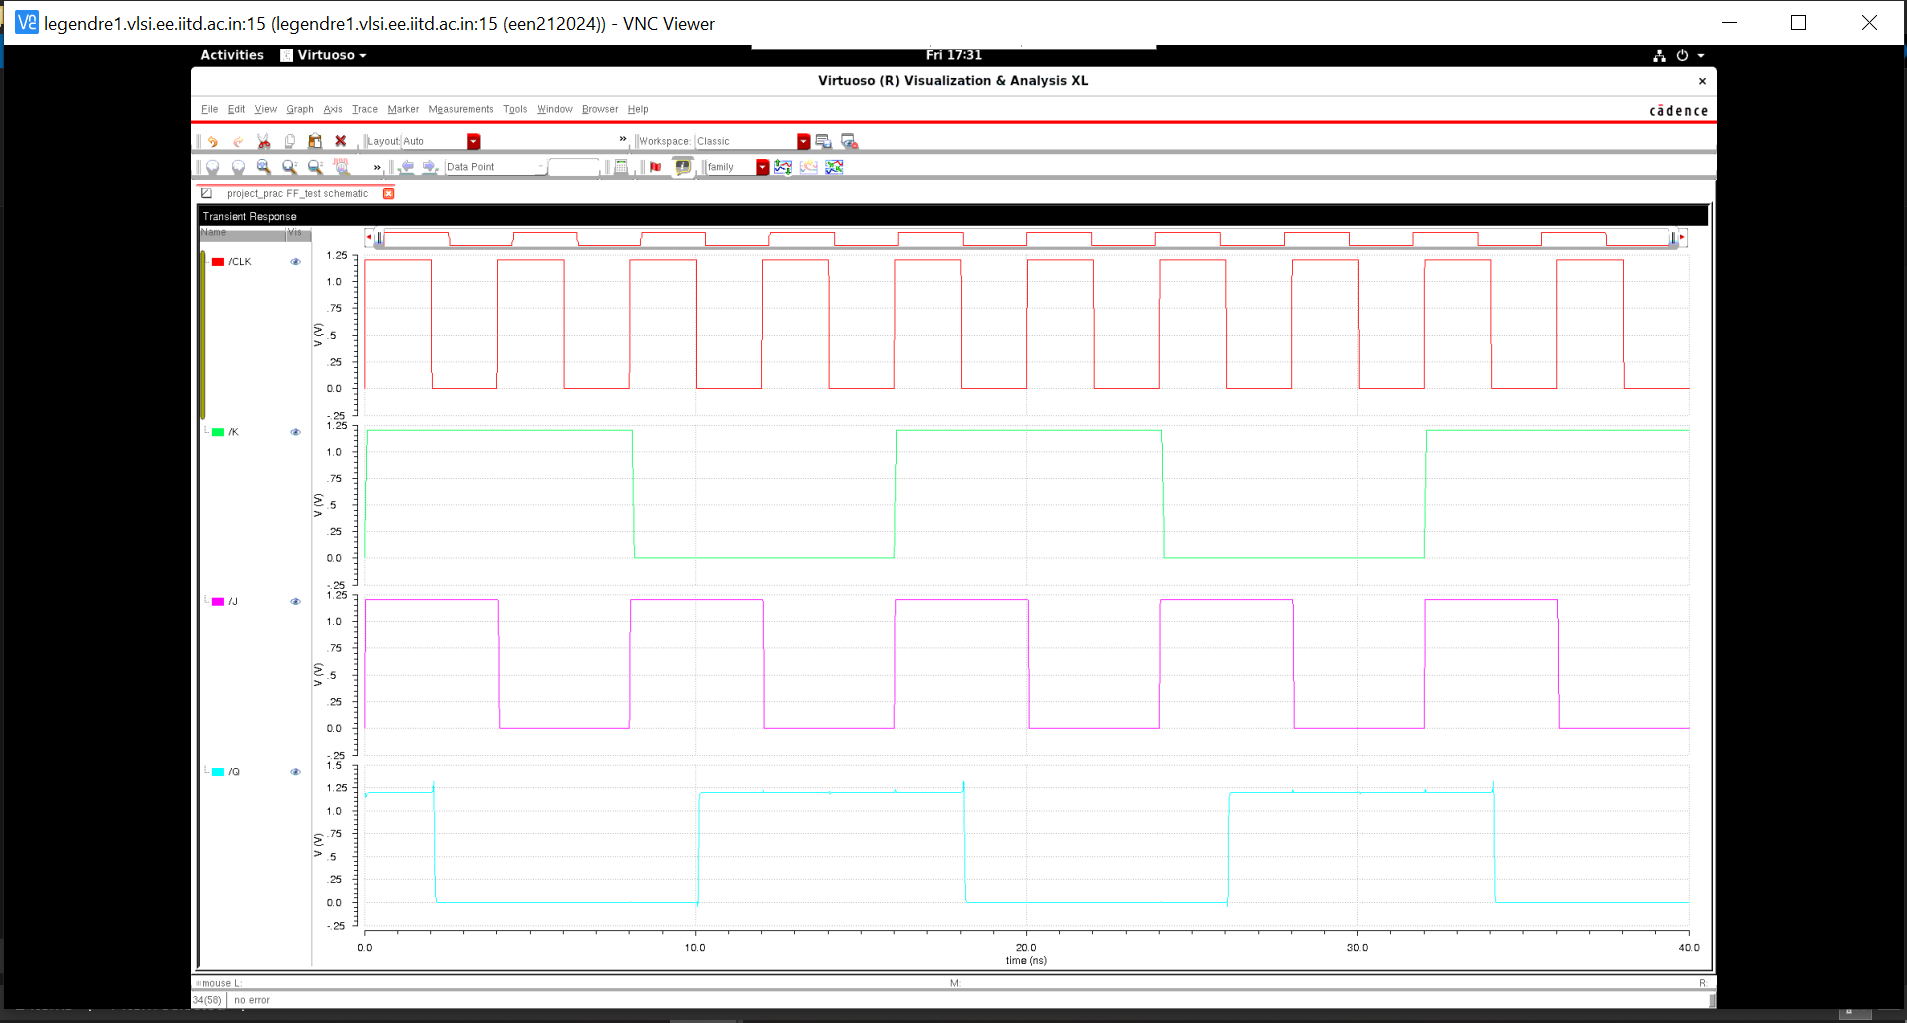 legendre1.vlsi.ee.iitd.ac.in:15 (legendre1.vlsi.ee.iitd.ac.in:15 (een212024)) - VNC Viewer
Activities Virtuoso Fri 17:31
Virtuoso (R) Visualization & Analysis XL
File Edit View Graph Axis Trace Marker Measurements Tools Window Browser Help
cādence
Layout: Auto » Workspace: Classic
» Data Point family
project_prac FF_test schematic
Transient Response
Name Vis
/CLK
1.25
1.0
.75
.5
.25
0.0
-.25
V (V)
/K
1.25
1.0
.75
.5
.25
0.0
-.25
V (V)
/J
1.25
1.0
.75
.5
.25
0.0
-.25
V (V)
/Q
1.5
1.25
1.0
.75
.5
.25
0.0
-.25
V (V)
0.0 10.0 20.0 30.0 40.0
time (ns)
mouse L: M: R:
34(58) no error